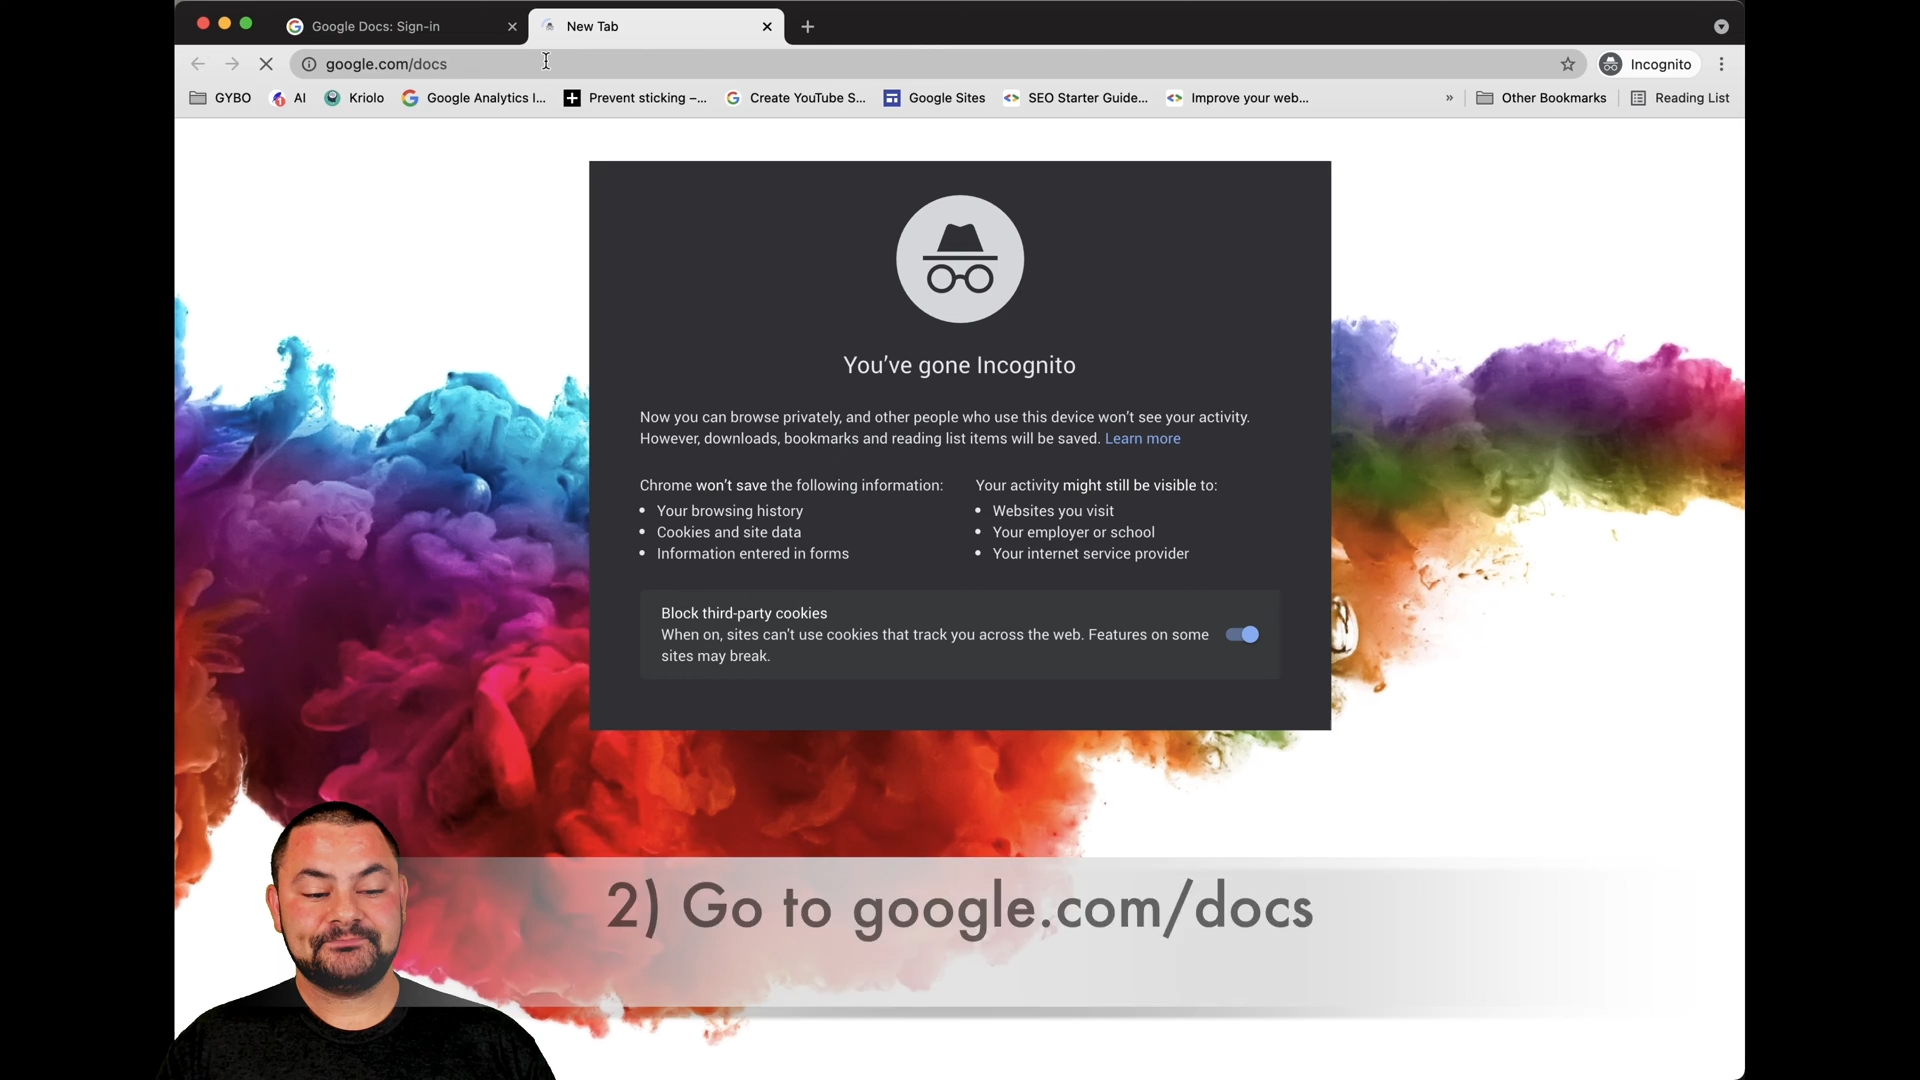 Google Docs: Sign-in
New Tab
google.com/docs
Incognito
GYBO
AI
Kriolo
Google Analytics I...
Prevent sticking –...
Create YouTube S...
Google Sites
SEO Starter Guide...
Improve your web...
»
Other Bookmarks
Reading List
You've gone Incognito
Now you can browse privately, and other people who use this device won't see your activity.
However, downloads, bookmarks and reading list items will be saved. Learn more
Chrome won't save the following information:
• Your browsing history
• Cookies and site data
• Information entered in forms
Your activity might still be visible to:
• Websites you visit
• Your employer or school
• Your internet service provider
Block third-party cookies
When on, sites can't use cookies that track you across the web. Features on some
sites may break.
2) Go to google.com/docs